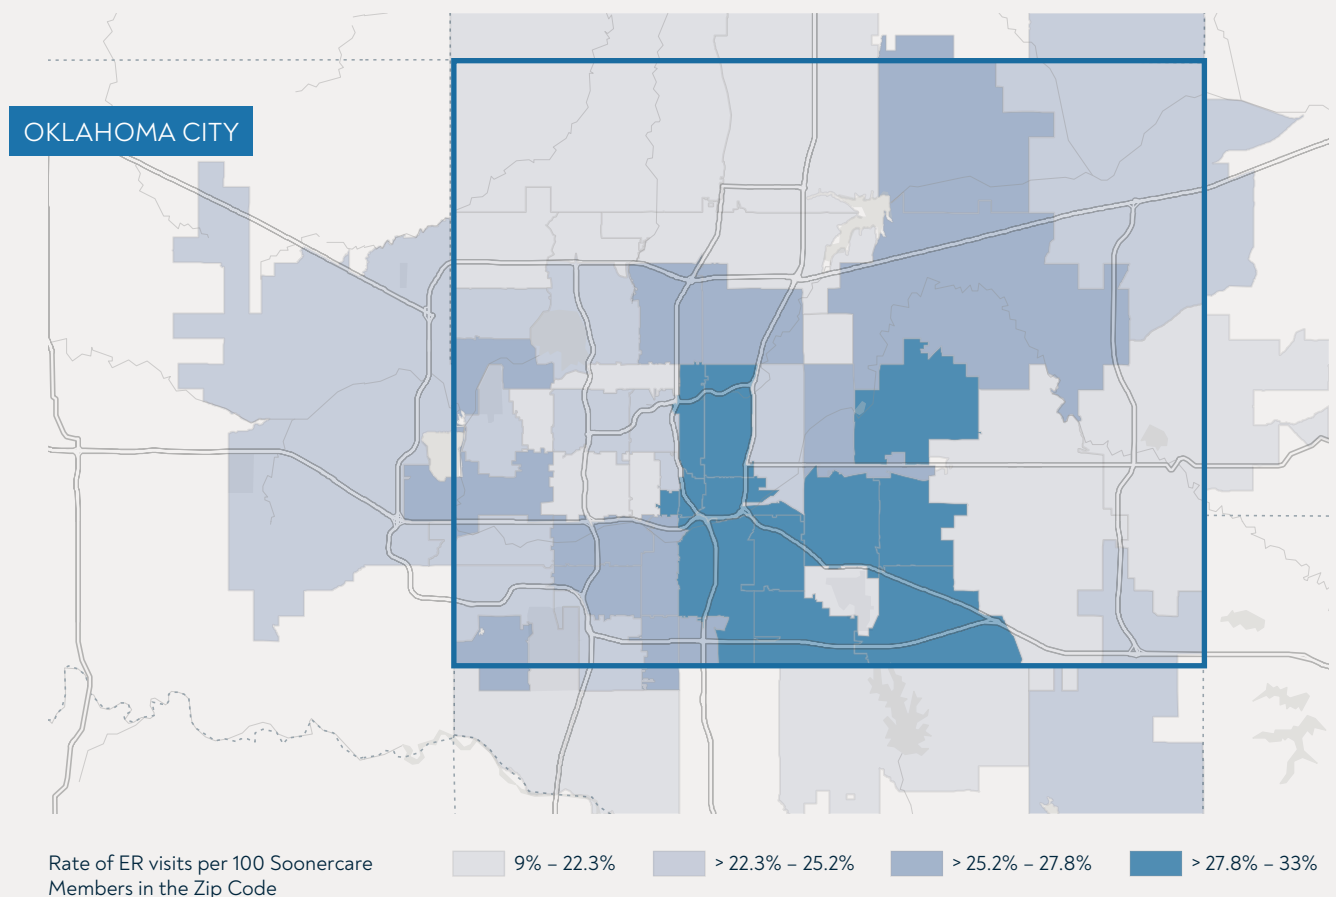 OKLAHOMA CITY
Rate of ER visits per 100 Soonercare
Members in the Zip Code
9% – 22.3%
> 22.3% – 25.2%
> 25.2% – 27.8%
> 27.8% – 33%